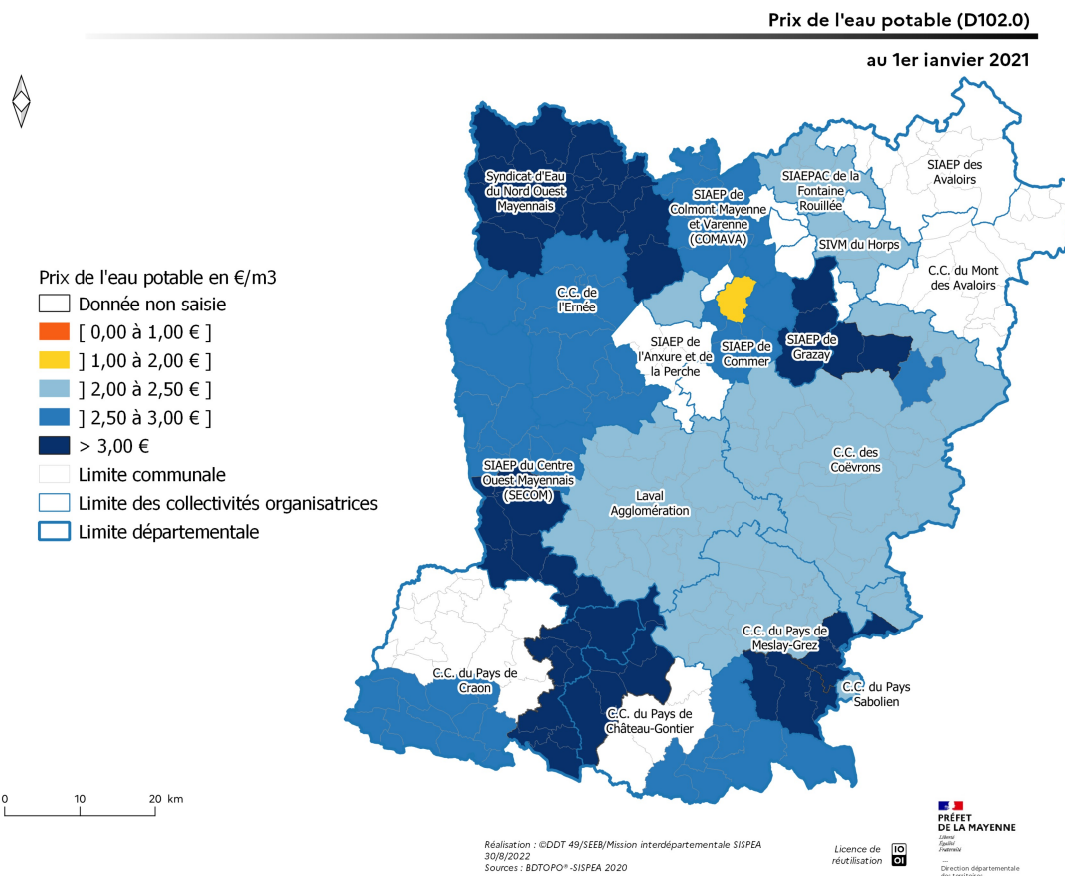 Prix de l'eau potable (D102.0)
au 1er janvier 2021
SIAEP des
Avaloirs
Syndicat d'Eau
du Nord Ouest
Mayennais
SIAEPAC de la
Fontaine
Rouillée
SIAEP de
Colmont Mayenne
et Varenne
(COMAVA)
SIVM du Horps
C.C. du Mont
des Avaloirs
Prix de l'eau potable en €/m3
Donnée non saisie
[ 0,00 à 1,00 € ]
] 1,00 à 2,00 € ]
] 2,00 à 2,50 € ]
] 2,50 à 3,00 € ]
> 3,00 €
Limite communale
Limite des collectivités organisatrices
Limite départementale
C.C. de
l'Ernée
SIAEP de
l'Anxure et de
la Perche
SIAEP de
Commer
SIAEP de
Grazay
C.C. des
Coëvrons
SIAEP du Centre
Ouest Mayennais
(SECOM)
Laval
Agglomération
C.C. du Pays de
Meslay-Grez
C.C. du Pays de
Craon
C.C. du Pays
Sabolien
C.C. du Pays de
Château-Gontier
0 10 20 km
Réalisation : ©DDT 49/SEEB/Mission interdépartementale SISPEA
30/8/2022
Sources : BDTOPO® -SISPEA 2020
Licence de
réutilisation
PRÉFET
DE LA MAYENNE
Liberté
Égalité
Fraternité
Direction départementale
des territoires